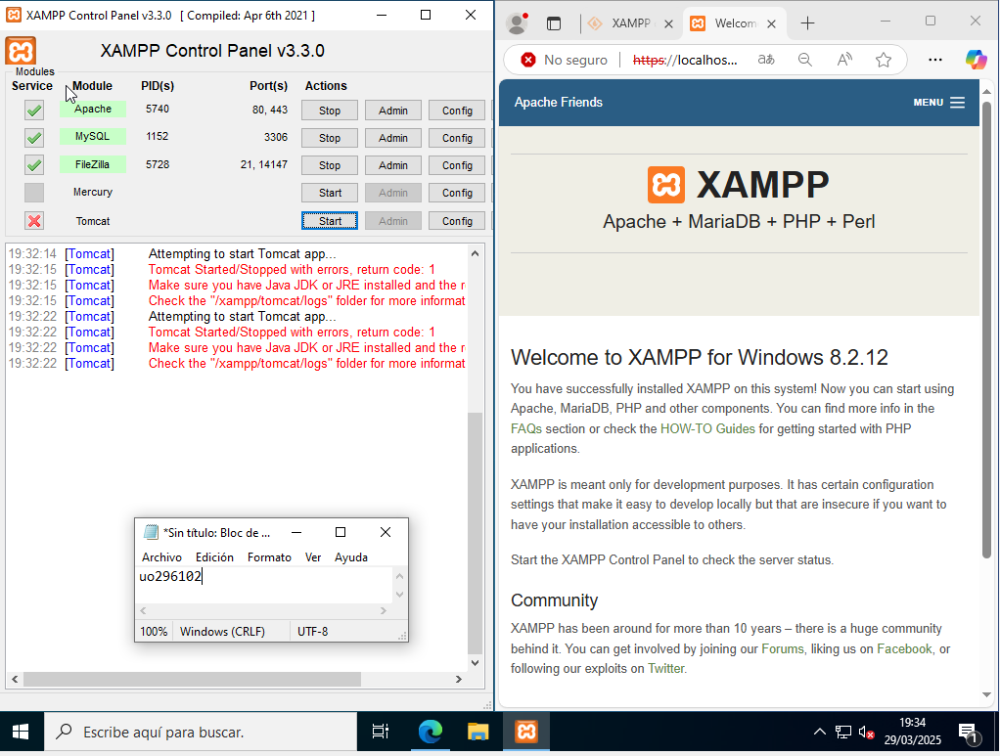 XAMPP Control Panel v3.3.0 [ Compiled: Apr 6th 2021 ]
XAMPP Control Panel v3.3.0
Modules
Service Module PID(s) Port(s) Actions
Apache 5740 80, 443 Stop Admin Config
MySQL 1152 3306 Stop Admin Config
FileZilla 5728 21, 14147 Stop Admin Config
Mercury Start Admin Config
Tomcat Start Admin Config
19:32:14 [Tomcat] Attempting to start Tomcat app...
19:32:15 [Tomcat] Tomcat Started/Stopped with errors, return code: 1
19:32:15 [Tomcat] Make sure you have Java JDK or JRE installed and the r
19:32:15 [Tomcat] Check the "/xampp/tomcat/logs" folder for more informat
19:32:22 [Tomcat] Attempting to start Tomcat app...
19:32:22 [Tomcat] Tomcat Started/Stopped with errors, return code: 1
19:32:22 [Tomcat] Make sure you have Java JDK or JRE installed and the r
19:32:22 [Tomcat] Check the "/xampp/tomcat/logs" folder for more informat
*Sin título: Bloc de ...
Archivo Edición Formato Ver Ayuda
uo296102
100% Windows (CRLF) UTF-8
XAMPP Welcom
No seguro https://localhos...
Apache Friends MENU
XAMPP
Apache + MariaDB + PHP + Perl
Welcome to XAMPP for Windows 8.2.12
You have successfully installed XAMPP on this system! Now you can start using
Apache, MariaDB, PHP and other components. You can find more info in the
FAQs section or check the HOW-TO Guides for getting started with PHP
applications.
XAMPP is meant only for development purposes. It has certain configuration
settings that make it easy to develop locally but that are insecure if you want to
have your installation accessible to others.
Start the XAMPP Control Panel to check the server status.
Community
XAMPP has been around for more than 10 years – there is a huge community
behind it. You can get involved by joining our Forums, liking us on Facebook, or
following our exploits on Twitter.
Escribe aquí para buscar.
19:34
29/03/2025
1